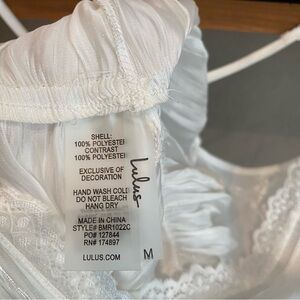 SHELL:
100% POLYESTER
CONTRAST
100% POLYESTER
EXCLUSIVE OF
DECORATION
HAND WASH COLD
DO NOT BLEACH
HANG DRY
MADE IN CHINA
STYLE# BMR1022C
PO# 127844
RN# 174897
LULUS.COM
Lulus
M